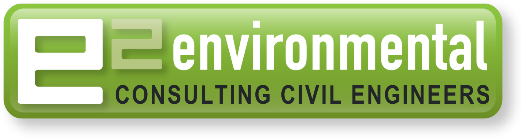 e2 environmental
CONSULTING CIVIL ENGINEERS